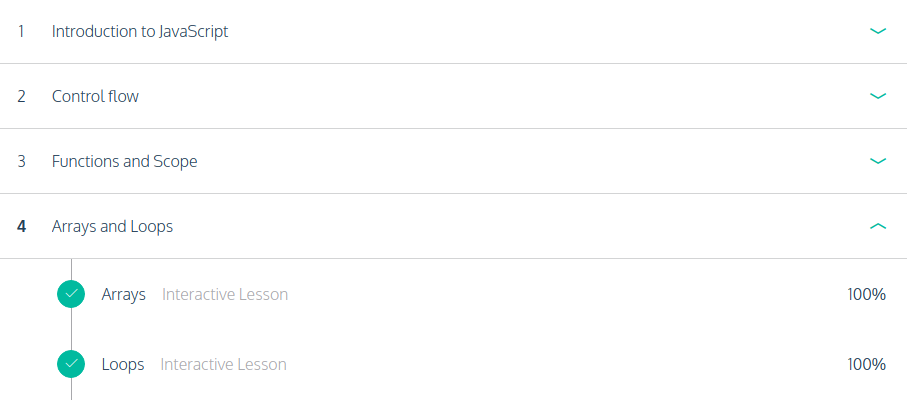 1 Introduction to JavaScript
2 Control flow
3 Functions and Scope
4 Arrays and Loops
Arrays Interactive Lesson 100%
Loops Interactive Lesson 100%